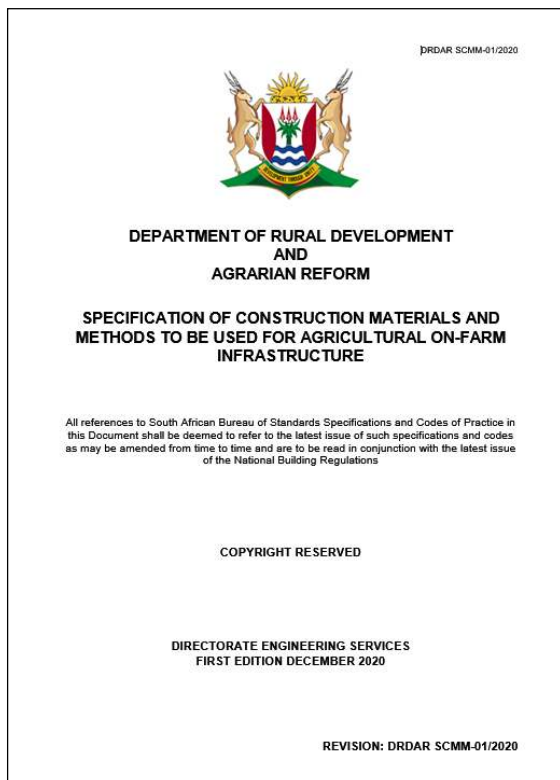 DRDAR SCMM-01/2020
DEVELOPMENT THROUGH UNITY
DEPARTMENT OF RURAL DEVELOPMENT
AND
AGRARIAN REFORM
SPECIFICATION OF CONSTRUCTION MATERIALS AND
METHODS TO BE USED FOR AGRICULTURAL ON-FARM
INFRASTRUCTURE
All references to South African Bureau of Standards Specifications and Codes of Practice in
this Document shall be deemed to refer to the latest issue of such specifications and codes
as may be amended from time to time and are to be read in conjunction with the latest issue
of the National Building Regulations
COPYRIGHT RESERVED
DIRECTORATE ENGINEERING SERVICES
FIRST EDITION DECEMBER 2020
REVISION: DRDAR SCMM-01/2020